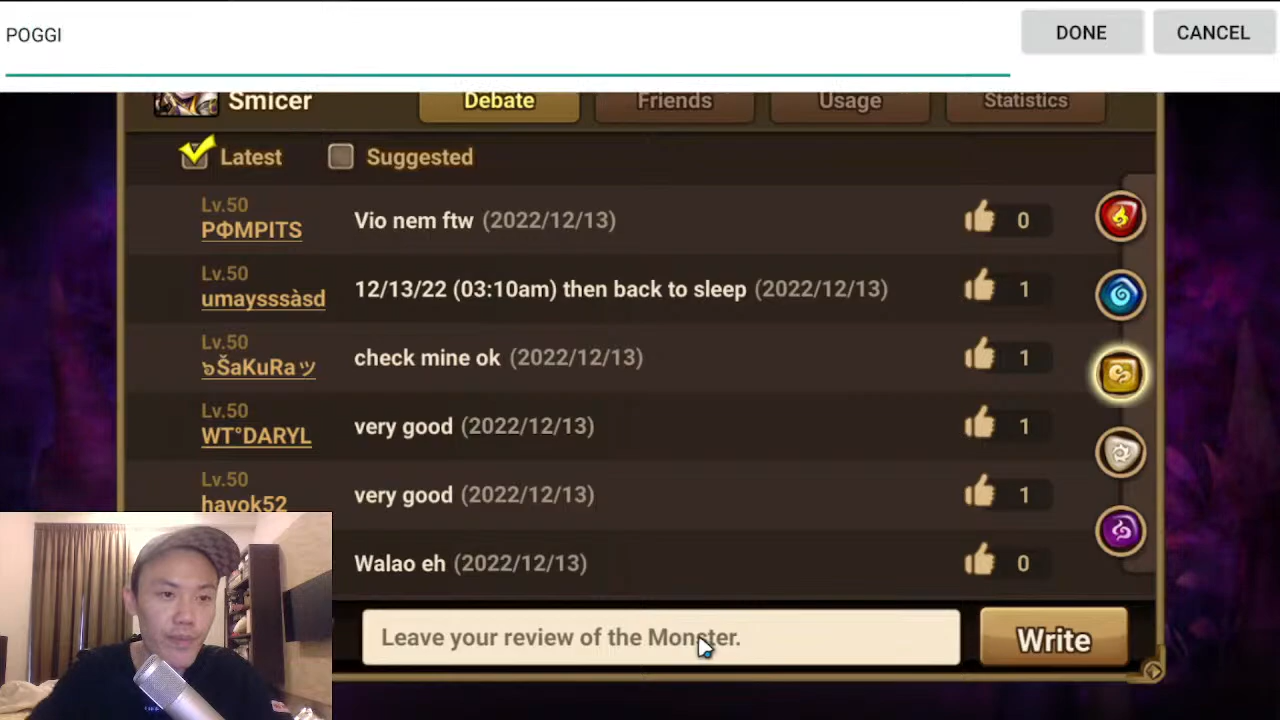 POGGI
DONE
CANCEL
Smicer
Debate
Friends
Usage
Statistics
Latest
Suggested
Lv.50
PФMPITS
Vio nem ftw (2022/12/13)
0
Lv.50
umaysssàsd
12/13/22 (03:10am) then back to sleep (2022/12/13)
1
Lv.50
ঌŠaKuRaツ
check mine ok (2022/12/13)
1
Lv.50
WT°DARYL
very good (2022/12/13)
1
Lv.50
havok52
very good (2022/12/13)
1
Walao eh (2022/12/13)
0
Leave your review of the Monster.
Write